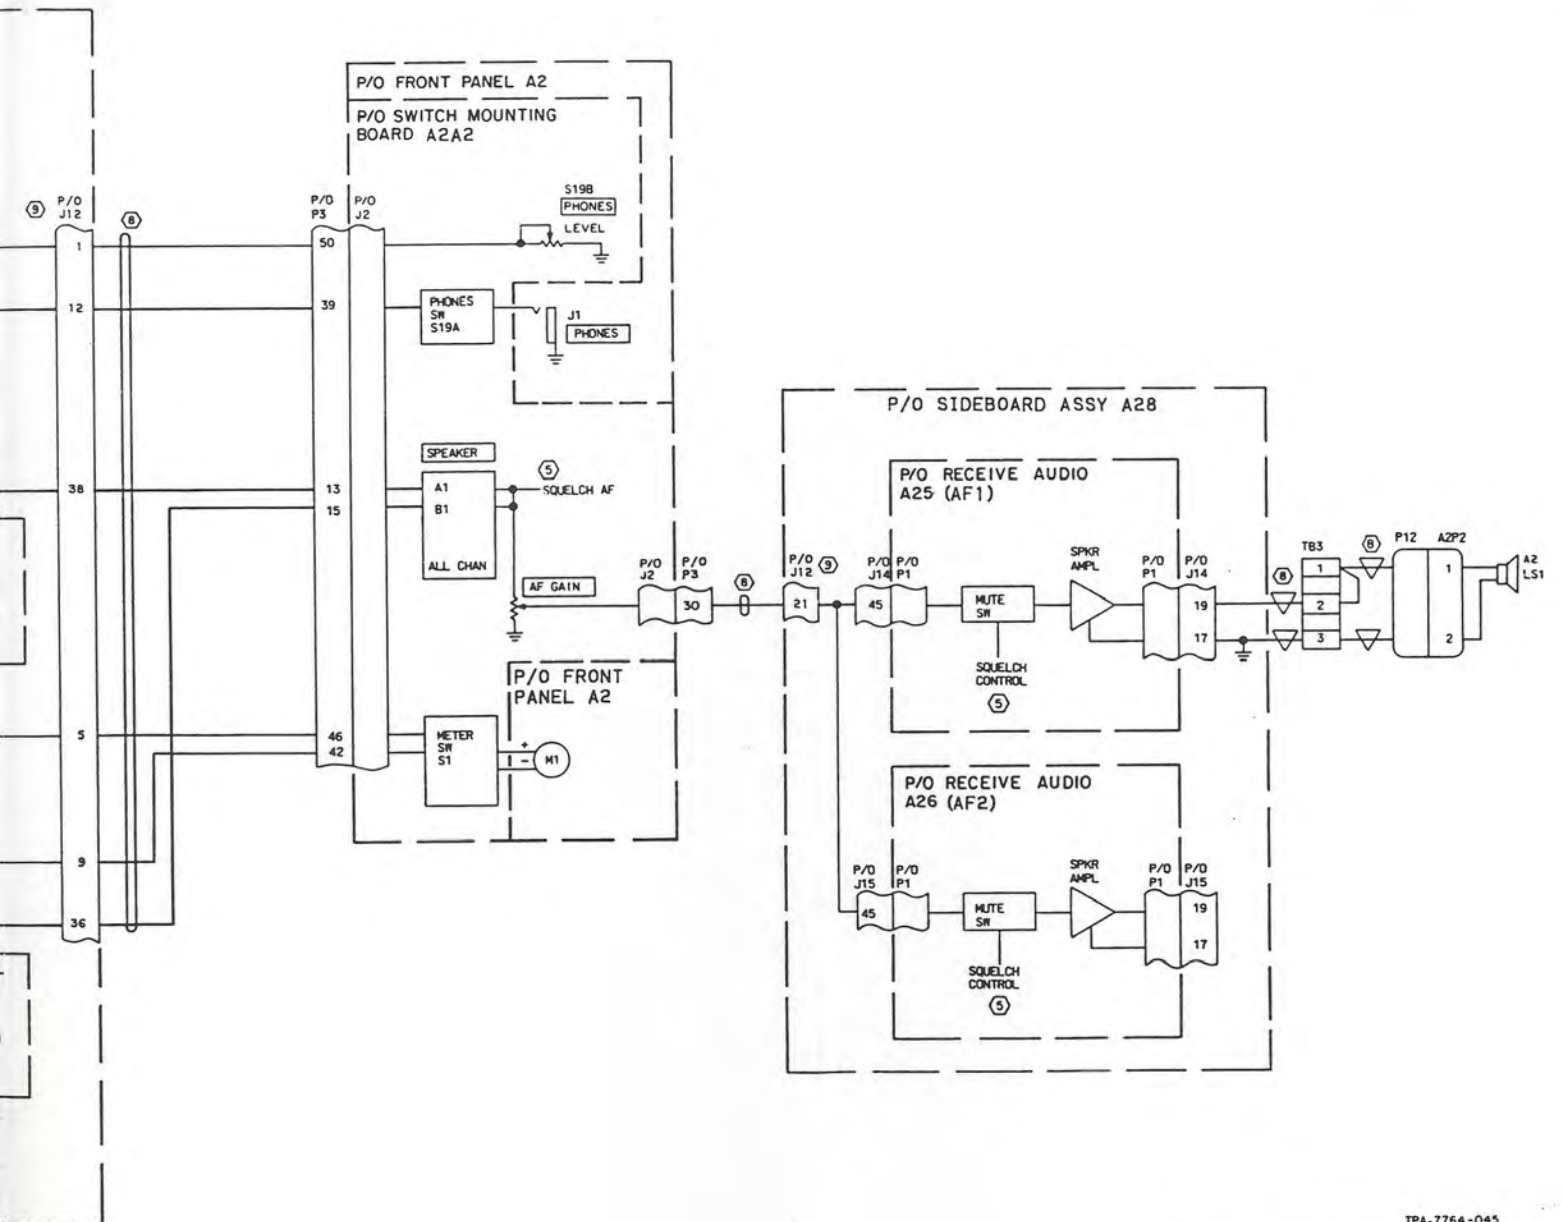 P/O FRONT PANEL A2
P/O SWITCH MOUNTING
BOARD A2A2
9
P/O
J12
8
P/O
P3
P/O
J2
S19B
PHONES
LEVEL
1
50
12
39
PHONES
SW
S19A
J1
PHONES
SPEAKER
38
13
15
A1
B1
ALL CHAN
5
SQUELCH AF
AF GAIN
P/O
J2
P/O
P3
30
8
P/O FRONT
PANEL A2
5
46
42
METER
SW
S1
+
-
M1
9
36
P/O SIDEBOARD ASSY A28
P/O RECEIVE AUDIO
A25 (AF1)
P/O
J12
9
21
P/O
J14
P/O
P1
45
MUTE
SW
SQUELCH
CONTROL
5
SPKR
AMPL
P/O
P1
P/O
J14
19
17
8
TB3
1
2
3
8
P12
A2P2
1
2
A2
LS1
P/O RECEIVE AUDIO
A26 (AF2)
P/O
J15
P/O
P1
45
MUTE
SW
SQUELCH
CONTROL
5
SPKR
AMPL
P/O
P1
P/O
J15
19
17
TPA-7764-045